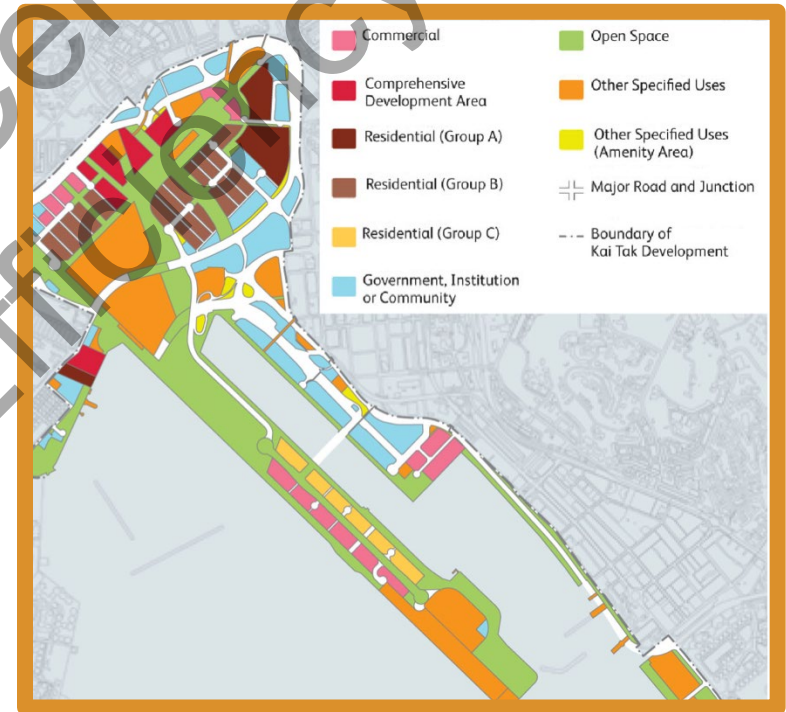 Commercial
Comprehensive
Development Area
Residential (Group A)
Residential (Group B)
Residential (Group C)
Government, Institution
or Community
Open Space
Other Specified Uses
Other Specified Uses
(Amenity Area)
Major Road and Junction
Boundary of
Kai Tak Development
Efficiency